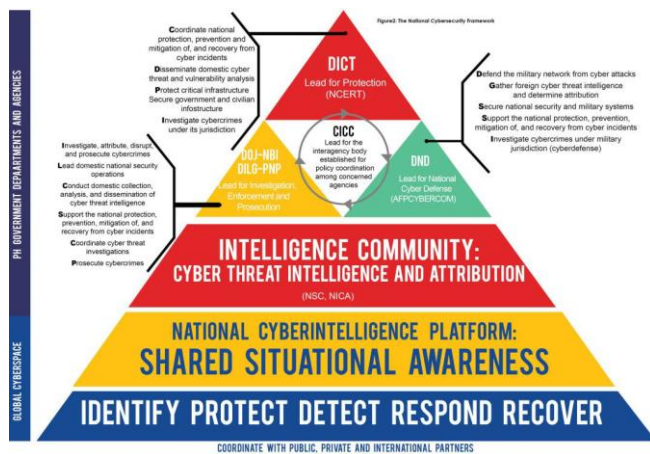 Figure2: The National Cybersecurity Framework
Coordinate national
protection, prevention and
mitigation of, and recovery from
cyber incidents
Disseminate domestic cyber
threat and vulnerability analysis
Protect critical infrastructure
Secure government and civilian
infostructure
Investigate cybercrimes
under its jurisdiction
DICT
Lead for Protection
(NCERT)
Defend the military network from cyber attacks
Gather foreign cyber threat intelligence
and determine attribution
Secure national security and military systems
Support the national protection, prevention,
mitigation of, and recovery from cyber incidents
Investigate cybercrimes under military
jurisdiction (cyberdefense)
Investigate, attribute, disrupt,
and prosecute cybercrimes
Lead domestic national security
operations
Conduct domestic collection,
analysis, and dissemination of
cyber threat intelligence
Support the national protection,
prevention, mitigation of, and
recovery from cyber incidents
Coordinate cyber threat
investigations
Prosecute cybercrimes
DOJ-NBI
DILG-PNP
Lead for Investigation,
Enforcement and
Prosecution
CICC
Lead for the
interagency body
established for
policy coordination
among concerned
agencies
DND
Lead for National
Cyber Defense
(AFPCYBERCOM)
INTELLIGENCE COMMUNITY:
CYBER THREAT INTELLIGENCE AND ATTRIBUTION
(NSC, NICA)
NATIONAL CYBERINTELLIGENCE PLATFORM:
SHARED SITUATIONAL AWARENESS
IDENTIFY PROTECT DETECT RESPOND RECOVER
COORDINATE WITH PUBLIC, PRIVATE AND INTERNATIONAL PARTNERS
PH GOVERNMENT DEPAARTMENTS AND AGENCIES
GLOBAL CYBERSPACE